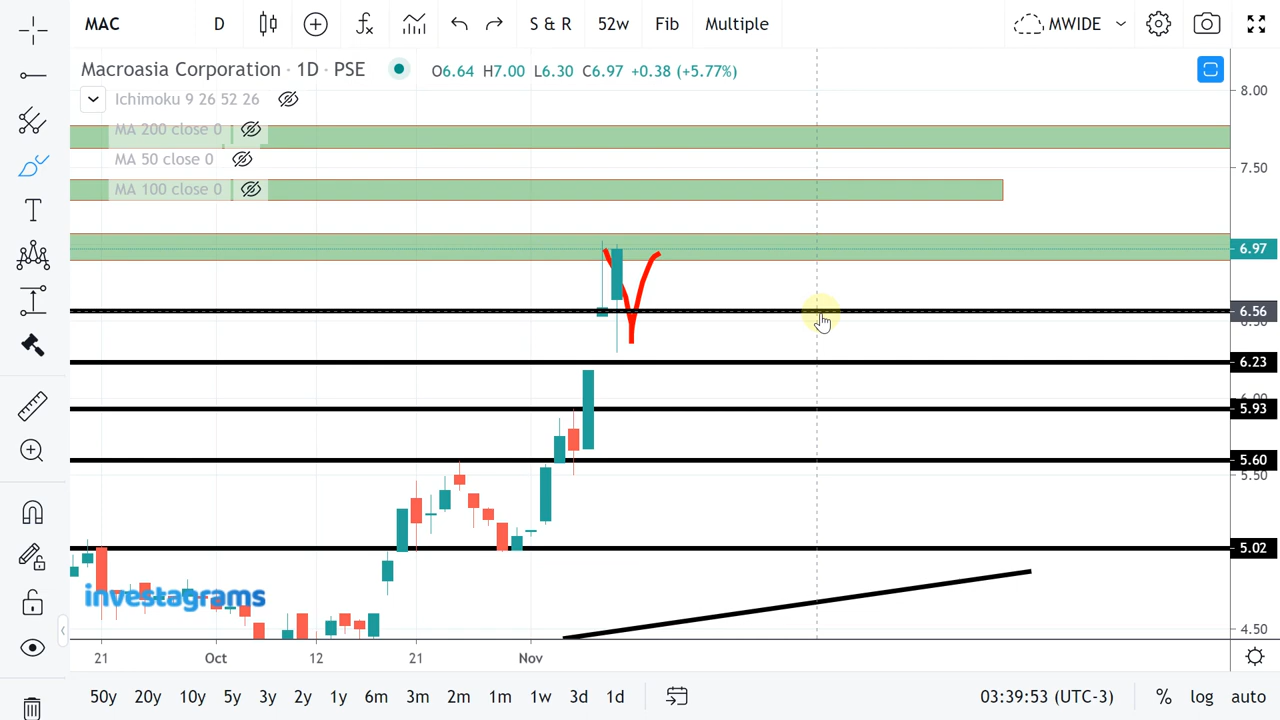 MAC D S & R 52w Fib Multiple MWIDE
Macroasia Corporation · 1D · PSE O6.64 H7.00 L6.30 C6.97 +0.38 (+5.77%)
8.00
Ichimoku 9 26 52 26
MA 200 close 0
MA 50 close 0
7.50
MA 100 close 0
6.97
6.56
6.23
5.93
5.60
5.50
5.02
investagrams
4.50
21 Oct 12 21 Nov
50y 20y 10y 5y 3y 2y 1y 6m 3m 2m 1m 1w 3d 1d 03:39:53 (UTC-3) % log auto